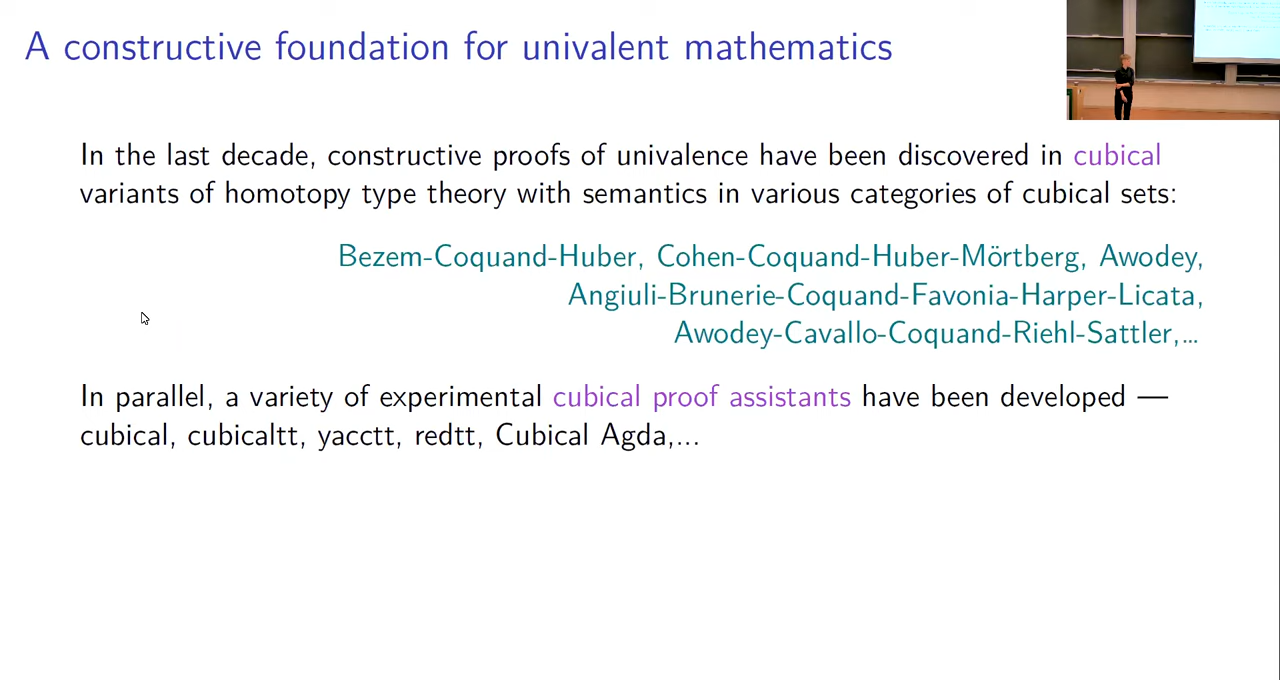 A constructive foundation for univalent mathematics
In the last decade, constructive proofs of univalence have been discovered in cubical
variants of homotopy type theory with semantics in various categories of cubical sets:
Bezem-Coquand-Huber, Cohen-Coquand-Huber-Mörtberg, Awodey,
Angiuli-Brunerie-Coquand-Favonia-Harper-Licata,
Awodey-Cavallo-Coquand-Riehl-Sattler,...
In parallel, a variety of experimental cubical proof assistants have been developed —
cubical, cubicaltt, yacctt, redtt, Cubical Agda,...